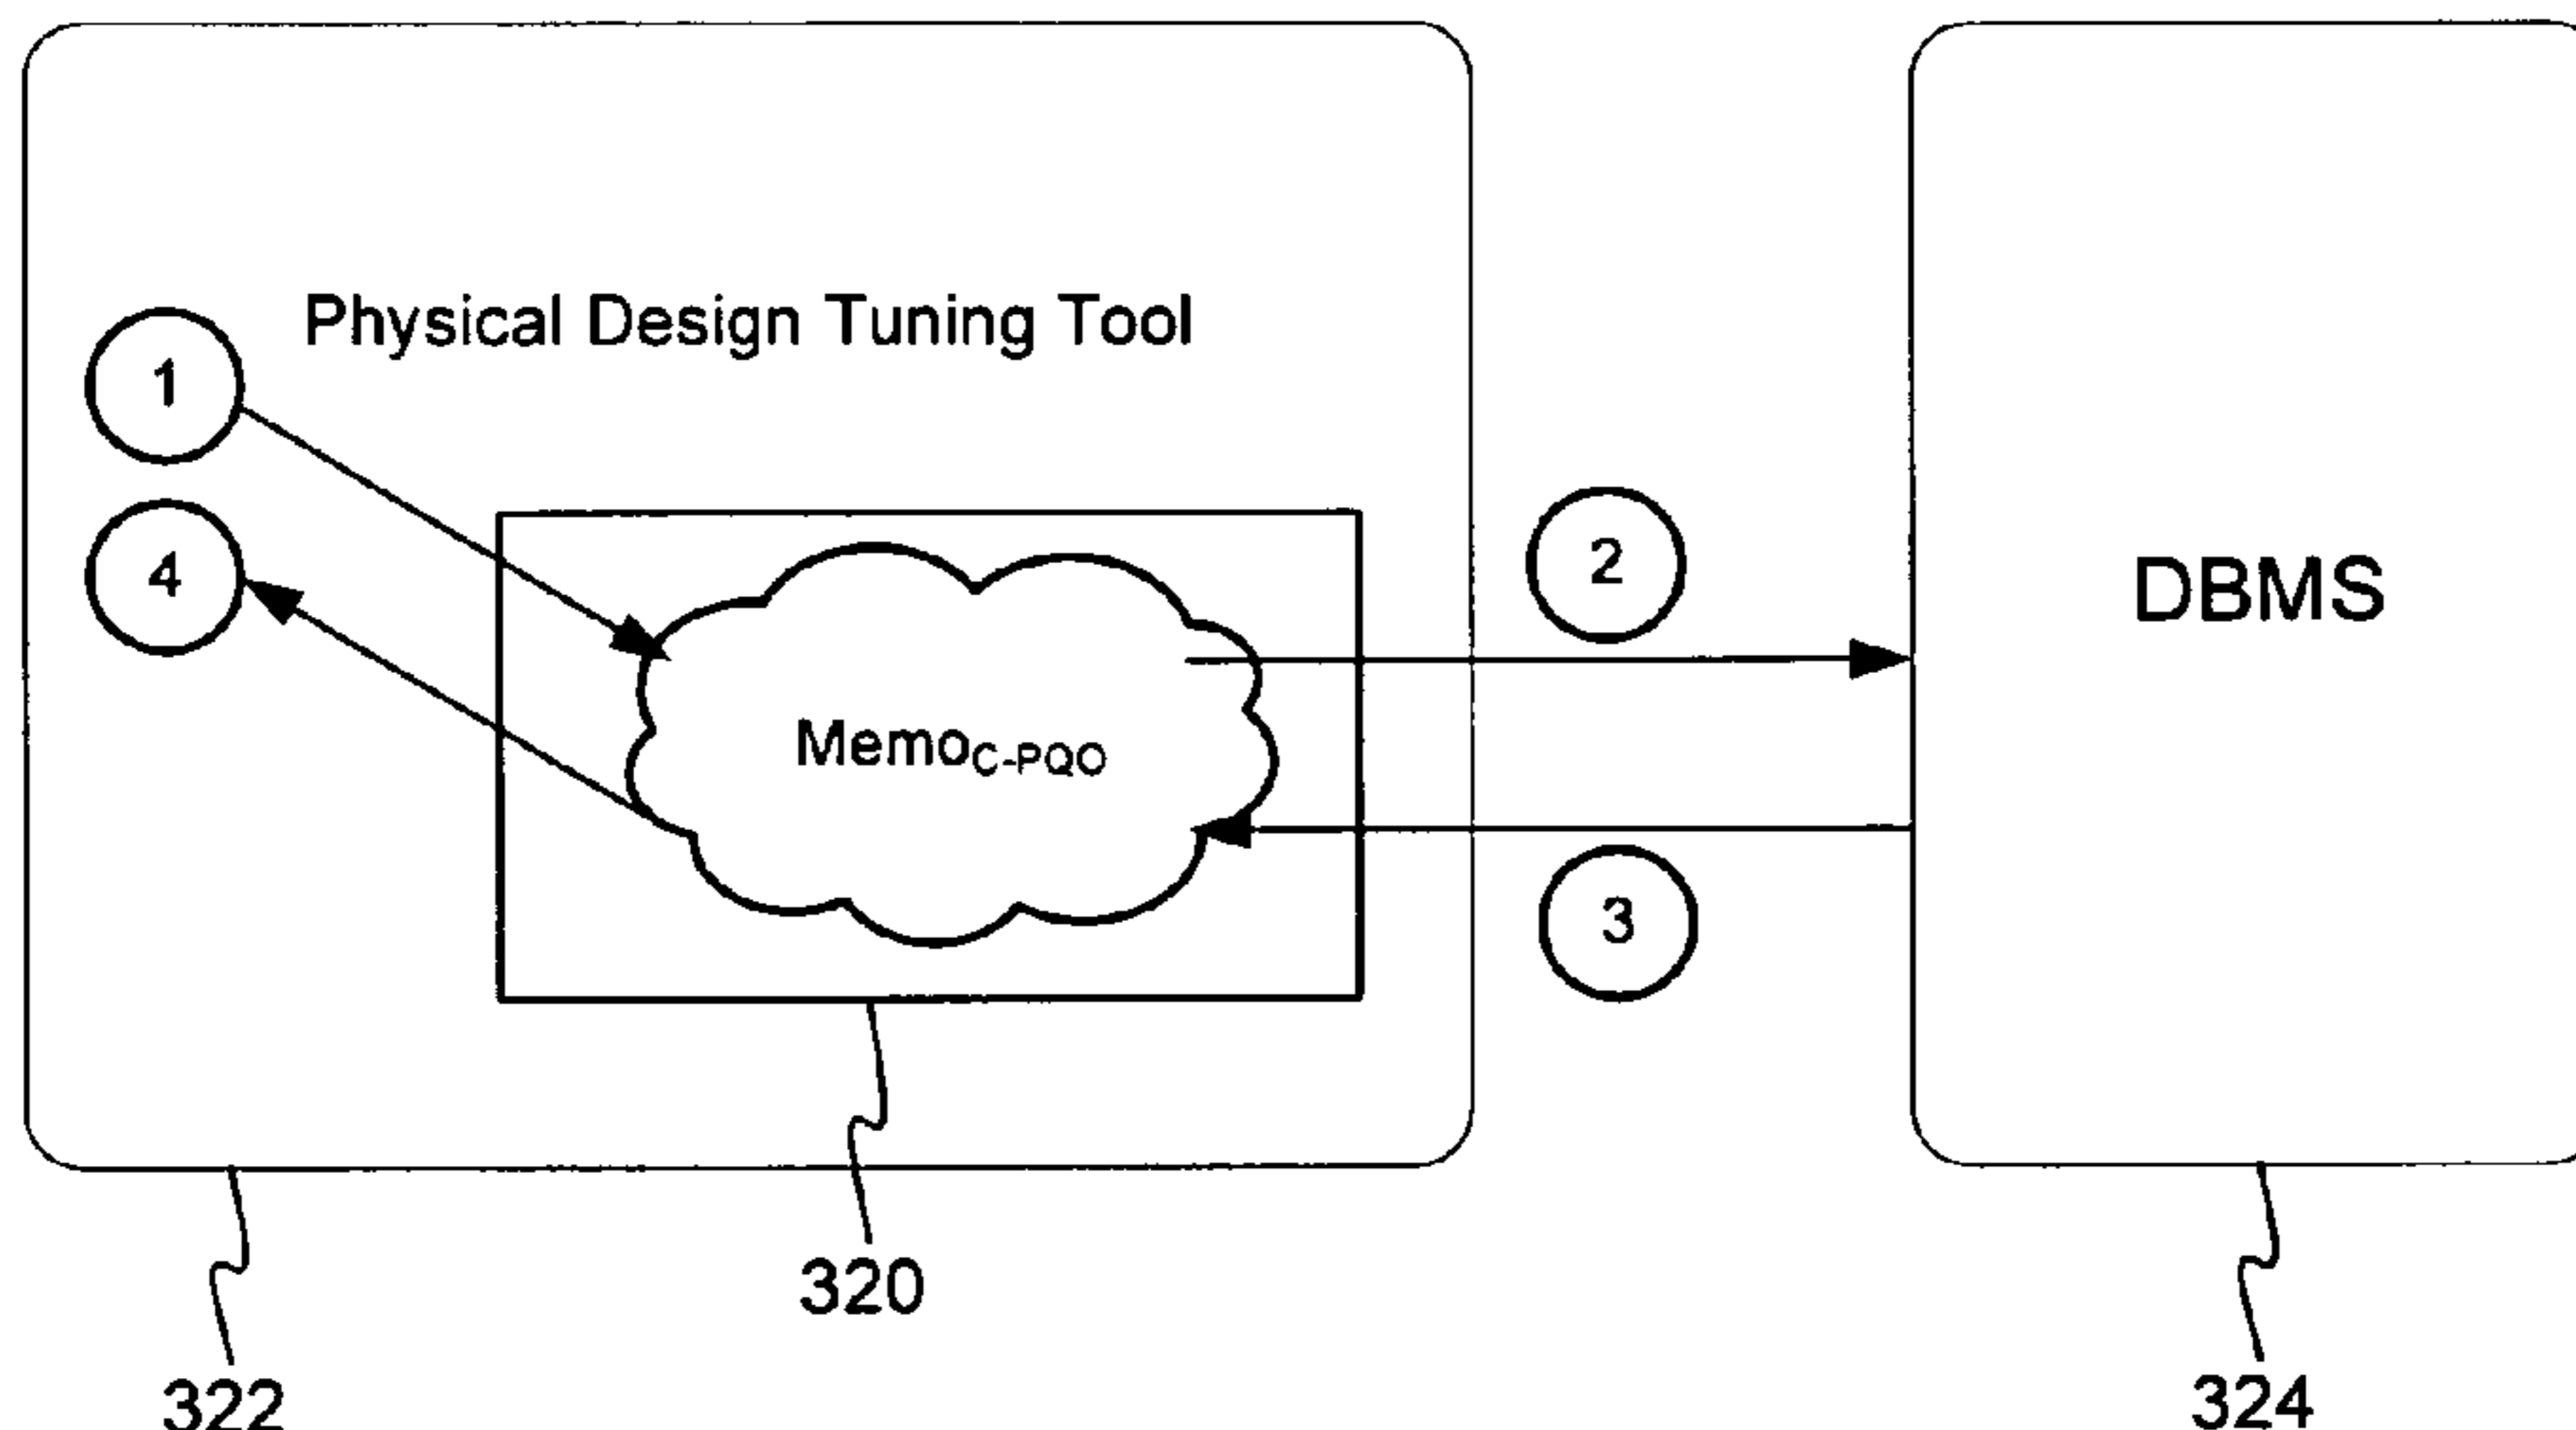 Physical Design Tuning Tool
1
4
2
DBMS
MemoC-PQO
3
320
322
324